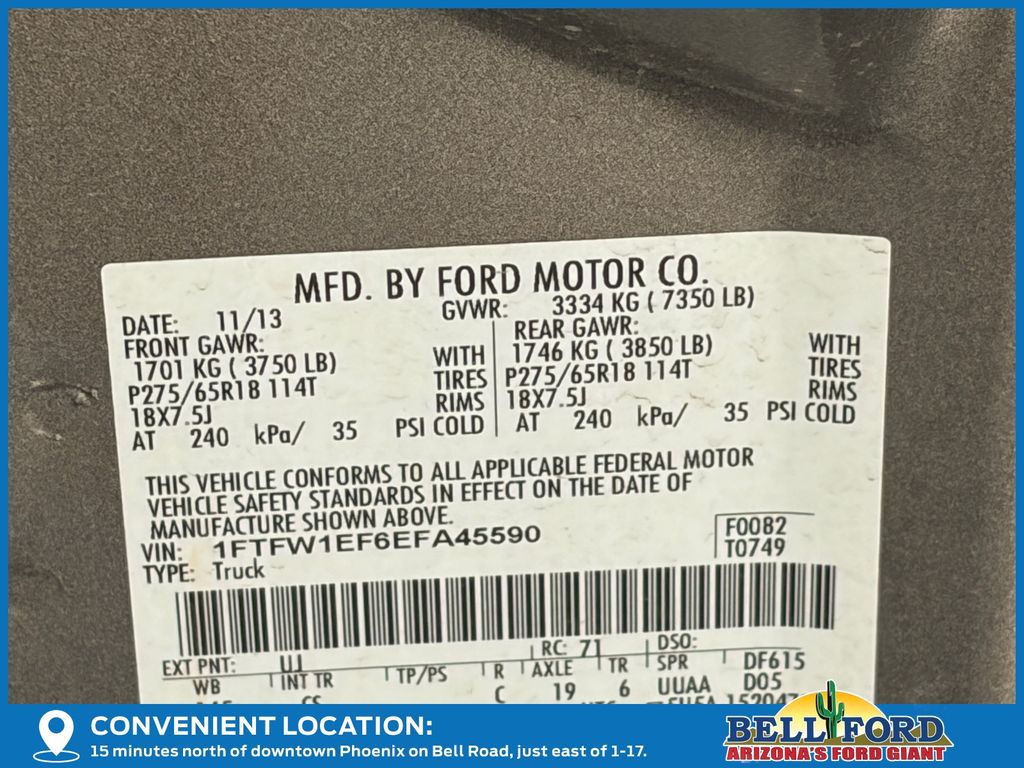 MFD. BY FORD MOTOR CO.
DATE: 11/13 GVWR: 3334 KG ( 7350 LB)
FRONT GAWR: REAR GAWR:
1701 KG ( 3750 LB) WITH 1746 KG ( 3850 LB) WITH
P275/65R18 114T TIRES P275/65R18 114T TIRES
18X7.5J RIMS 18X7.5J RIMS
AT 240 kPa/ 35 PSI COLD AT 240 kPa/ 35 PSI COLD
THIS VEHICLE CONFORMS TO ALL APPLICABLE FEDERAL MOTOR
VEHICLE SAFETY STANDARDS IN EFFECT ON THE DATE OF
MANUFACTURE SHOWN ABOVE.
VIN: 1FTFW1EF6EFA45590 F0082
TYPE: Truck T0749
EXT PNT: UJ RC: 71 DSO:
WB INT TR TP/PS R AXLE TR SPR DF615
C 19 6 UUAA D05
CONVENIENT LOCATION:
15 minutes north of downtown Phoenix on Bell Road, just east of 1-17.
BELL FORD
ARIZONA'S FORD GIANT